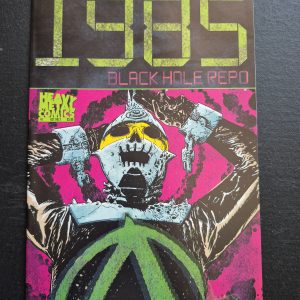 1985
BLACK HOLE REPO
HEAVY
METAL
COMICS